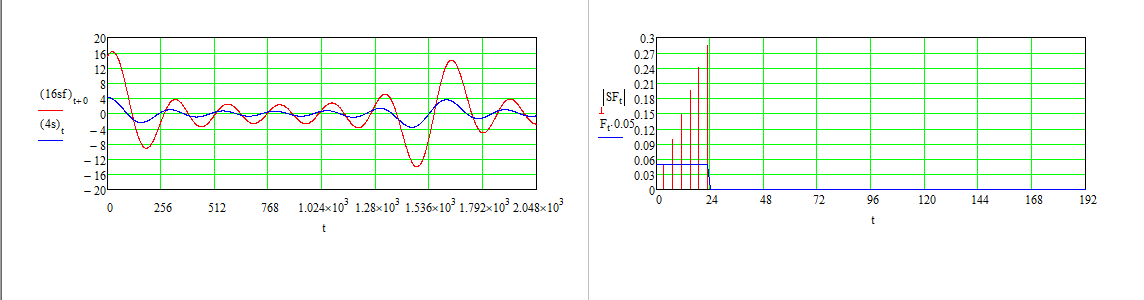 20
16
12
8
(16sf)t+0
4
0
(4s)t
−4
−8
−12
−16
−20
0 256 512 768 1.024×10³ 1.28×10³ 1.536×10³ 1.792×10³ 2.048×10³
t
0.3
0.27
0.24
0.21
|SFt|
0.18
0.15
Ft·0.05
0.12
0.09
0.06
0.03
0
0 24 48 72 96 120 144 168 192
t